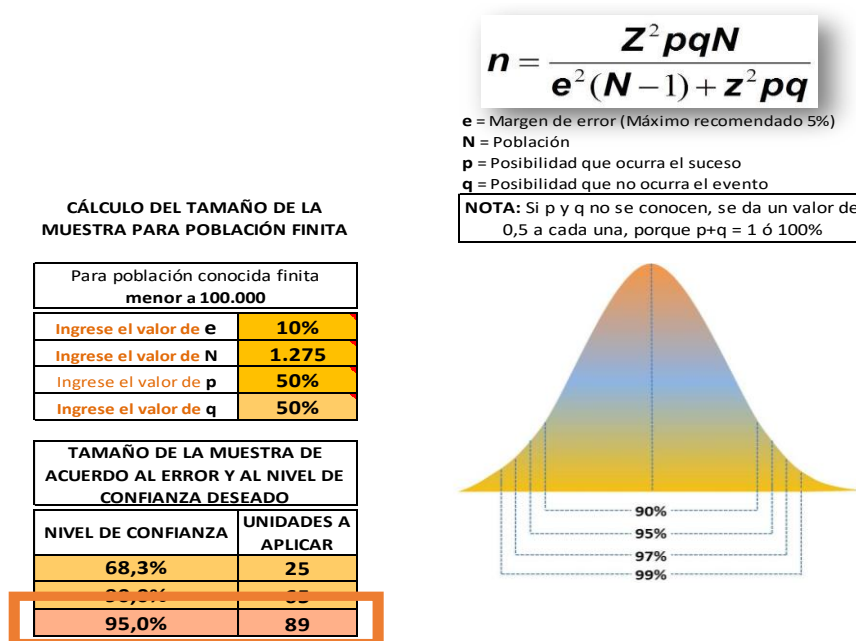 n = Z²pqN / e²(N−1)+z²pq
e = Margen de error (Máximo recomendado 5%)
N = Población
p = Posibilidad que ocurra el suceso
q = Posibilidad que no ocurra el evento
NOTA: Si p y q no se conocen, se da un valor de
0,5 a cada una, porque p+q = 1 ó 100%
CÁLCULO DEL TAMAÑO DE LA
MUESTRA PARA POBLACIÓN FINITA
Para población conocida finita
menor a 100.000
Ingrese el valor de e 10%
Ingrese el valor de N 1.275
Ingrese el valor de p 50%
Ingrese el valor de q 50%
TAMAÑO DE LA MUESTRA DE
ACUERDO AL ERROR Y AL NIVEL DE
CONFIANZA DESEADO
NIVEL DE CONFIANZA UNIDADES A
APLICAR
68,3% 25
95,0% 89
90%
95%
97%
99%